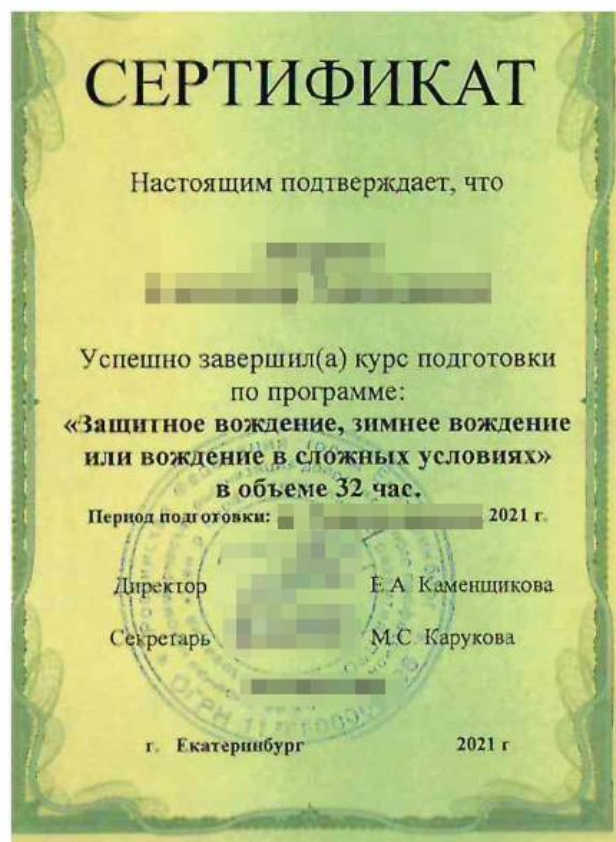 СЕРТИФИКАТ
Настоящим подтверждает, что
Успешно завершил(а) курс подготовки
по программе:
«Защитное вождение, зимнее вождение
или вождение в сложных условиях»
в объеме 32 час.
Период подготовки: 2021 г.
Директор Е.А. Каменщикова
Секретарь М.С. Карукова
ОГРН
г. Екатеринбург 2021 г